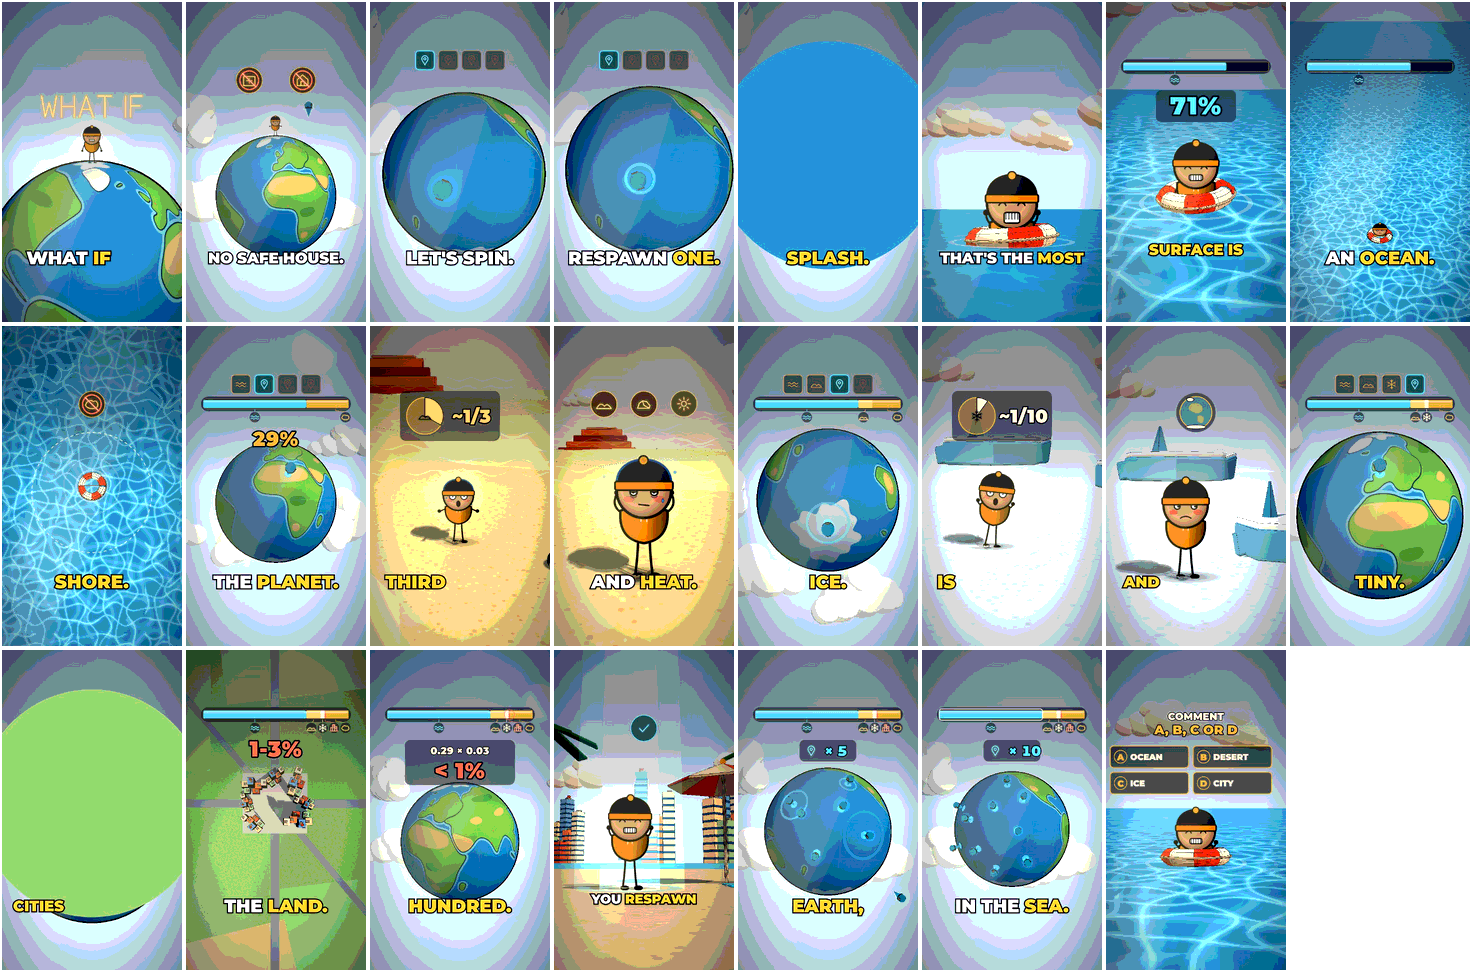 WHAT IF
WHAT IF
NO SAFE HOUSE.
LET'S SPIN.
RESPAWN ONE.
SPLASH.
THAT'S THE MOST
71%
SURFACE IS
AN OCEAN.
SHORE.
29%
THE PLANET.
~1/3
THIRD
AND HEAT.
ICE.
~1/10
IS
AND
TINY.
CITIES
1-3%
THE LAND.
0.29 × 0.03
< 1%
HUNDRED.
YOU RESPAWN
× 5
EARTH,
× 10
IN THE SEA.
COMMENT
A, B, C OR D
A OCEAN
B DESERT
C ICE
D CITY